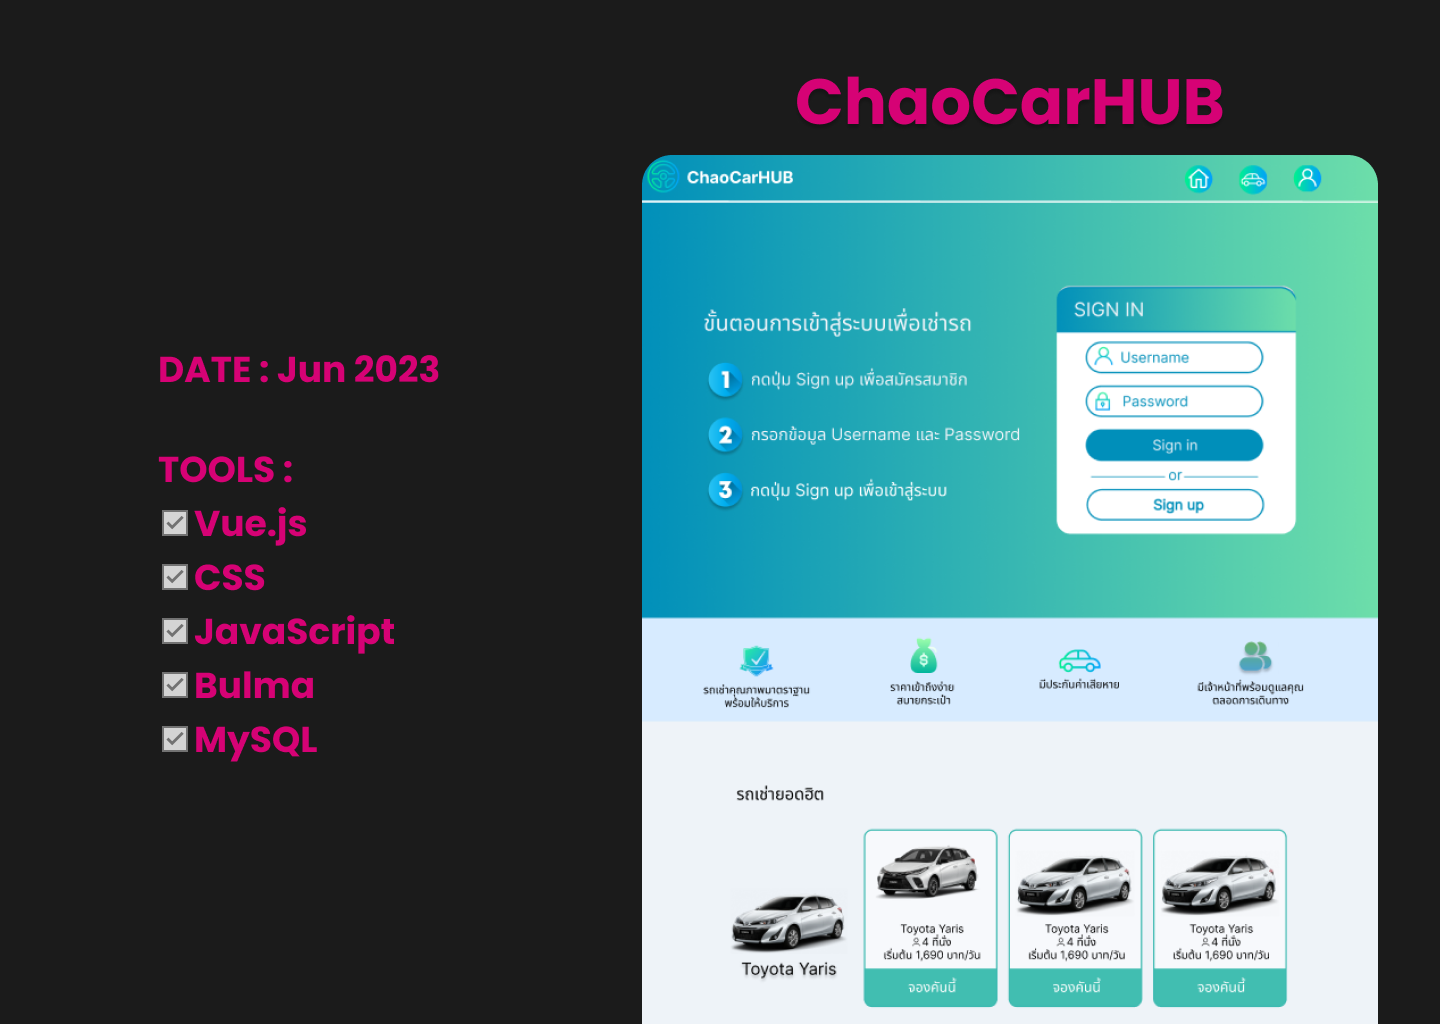 ChaoCarHUB
DATE : Jun 2023
TOOLS :
Vue.js
CSS
JavaScript
Bulma
MySQL
ChaoCarHUB
ขั้นตอนการเข้าสู่ระบบเพื่อเช่ารถ
1 กดปุ่ม Sign up เพื่อสมัครสมาชิก
2 กรอกข้อมูล Username และ Password
3 กดปุ่ม Sign up เพื่อเข้าสู่ระบบ
SIGN IN
Username
Password
Sign in
or
Sign up
รถเช่าคุณภาพมาตราฐาน
พร้อมให้บริการ
ราคาเข้าถึงง่าย
สบายกระเป๋า
มีประกันค่าเสียหาย
มีเจ้าหน้าที่พร้อมดูแลคุณ
ตลอดการเดินทาง
รถเช่ายอดฮิต
Toyota Yaris
Toyota Yaris
4 ที่นั่ง
เริ่มต้น 1,690 บาท/วัน
จองคันนี้
Toyota Yaris
4 ที่นั่ง
เริ่มต้น 1,690 บาท/วัน
จองคันนี้
Toyota Yaris
4 ที่นั่ง
เริ่มต้น 1,690 บาท/วัน
จองคันนี้